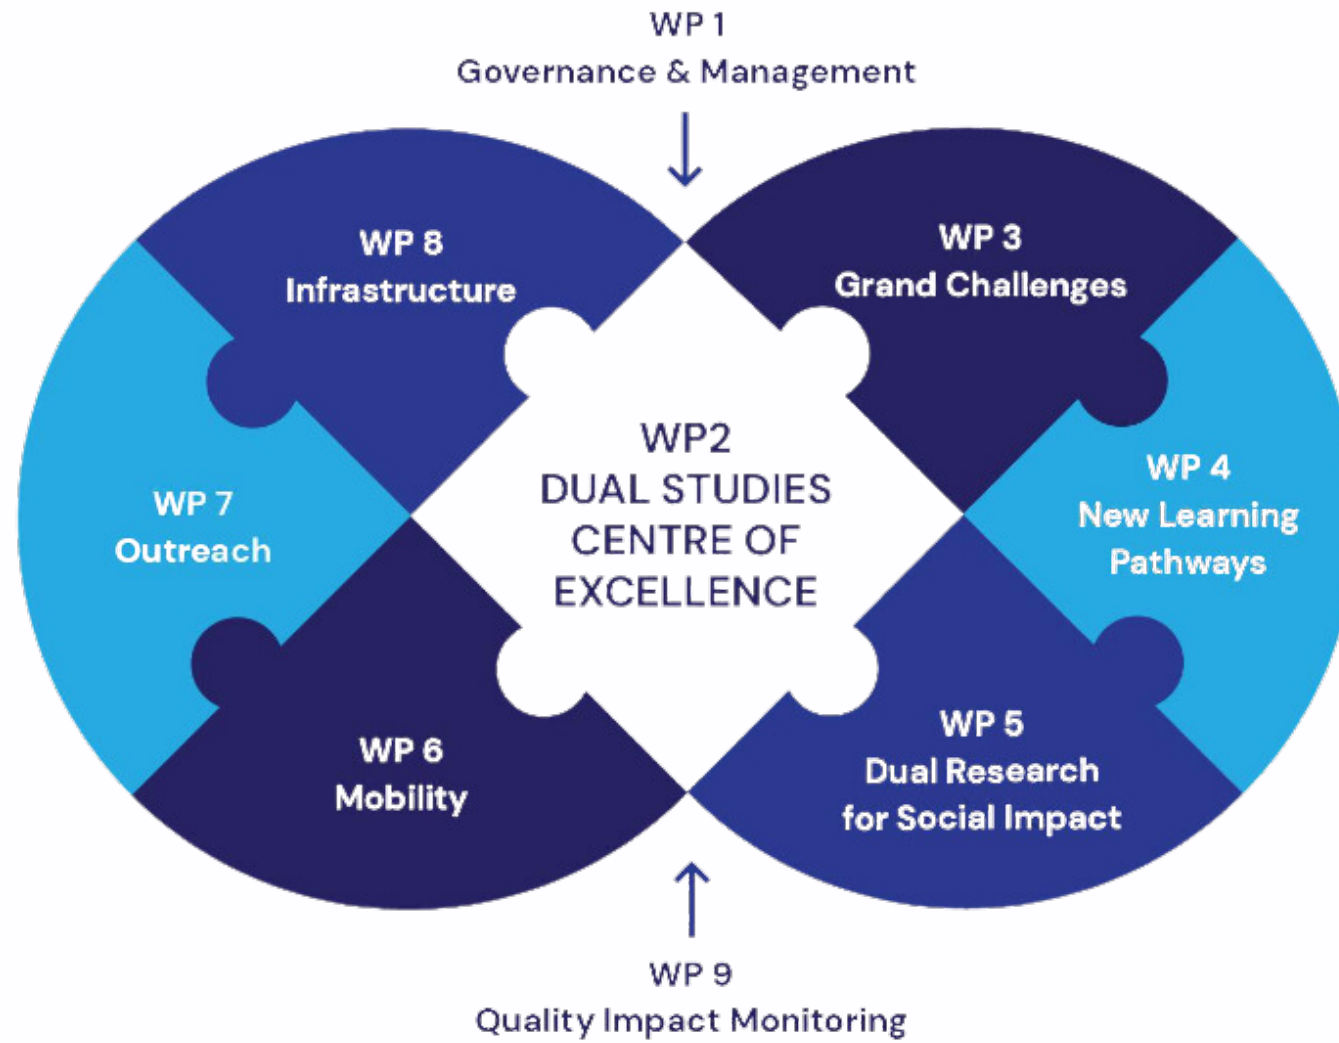 WP 1
Governance & Management
WP 8
Infrastructure
WP 3
Grand Challenges
WP2
DUAL STUDIES
CENTRE OF
EXCELLENCE
WP 4
New Learning
Pathways
WP 7
Outreach
WP 6
Mobility
WP 5
Dual Research
for Social Impact
WP 9
Quality Impact Monitoring